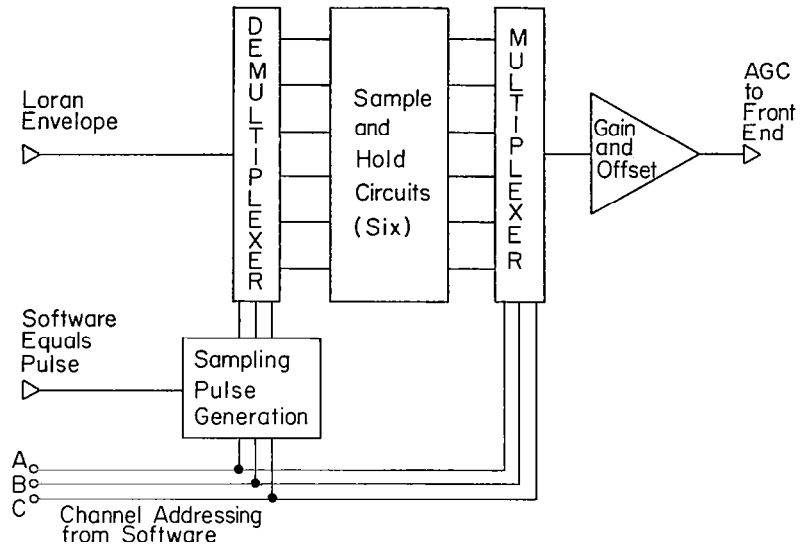 Loran
Envelope
DEMULTIPLEXER
Sample
and
Hold
Circuits
(Six)
MULTIPLEXER
Gain
and
Offset
AGC
to
Front
End
Software
Equals
Pulse
Sampling
Pulse
Generation
A
B
C
Channel Addressing
from Software